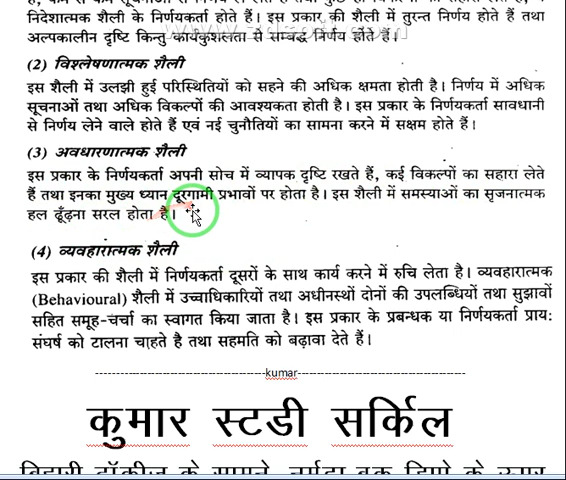 निदेशात्मक शैली के निर्णयकर्ता होते हैं। इस प्रकार की शैली में तुरन्त निर्णय होते हैं तथा
अल्पकालीन दृष्टि किन्तु कार्यकुशलता से सम्बद्ध निर्णय होते हैं।
(2) विश्लेषणात्मक शैली
इस शैली में उलझी हुई परिस्थितियों को सहने की अधिक क्षमता होती है। निर्णय में अधिक
सूचनाओं तथा अधिक विकल्पों की आवश्यकता होती है। इस प्रकार के निर्णयकर्ता सावधानी
से निर्णय लेने वाले होते हैं एवं नई चुनौतियों का सामना करने में सक्षम होते हैं।
(3) अवधारणात्मक शैली
इस प्रकार के निर्णयकर्ता अपनी सोच में व्यापक दृष्टि रखते हैं, कई विकल्पों का सहारा लेते
हैं तथा इनका मुख्य ध्यान दूरगामी प्रभावों पर होता है। इस शैली में समस्याओं का सृजनात्मक
हल ढूँढ़ना सरल होता है।
(4) व्यवहारात्मक शैली
इस प्रकार की शैली में निर्णयकर्ता दूसरों के साथ कार्य करने में रुचि लेता है। व्यवहारात्मक
(Behavioural) शैली में उच्चाधिकारियों तथा अधीनस्थों दोनों की उपलब्धियों तथा सुझावों
सहित समूह-चर्चा का स्वागत किया जाता है। इस प्रकार के प्रबन्धक या निर्णयकर्ता प्राय:
संघर्ष को टालना चाहते है तथा सहमति को बढ़ावा देते हैं।
--------------------------------------kumar--------------------------------------
कुमार स्टडी सर्किल